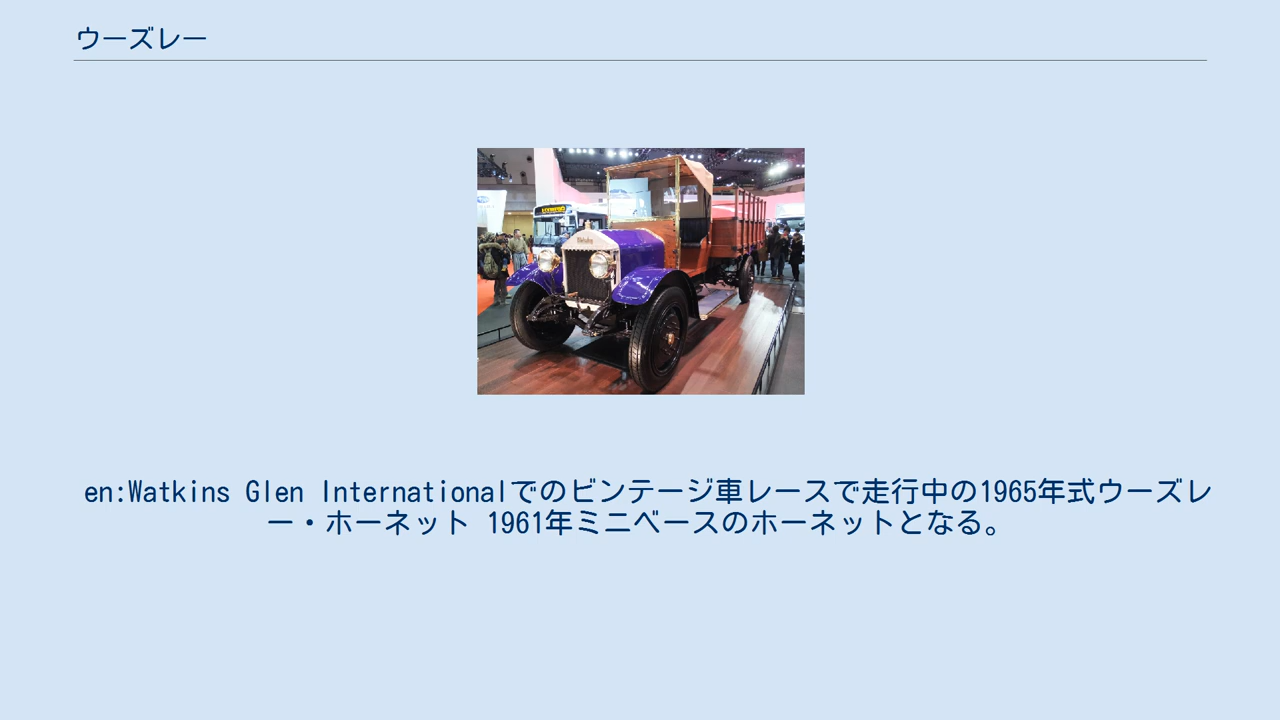 ウーズレー
en:Watkins Glen Internationalでのビンテージ車レースで走行中の1965年式ウーズレ
ー・ホーネット 1961年ミニベースのホーネットとなる。